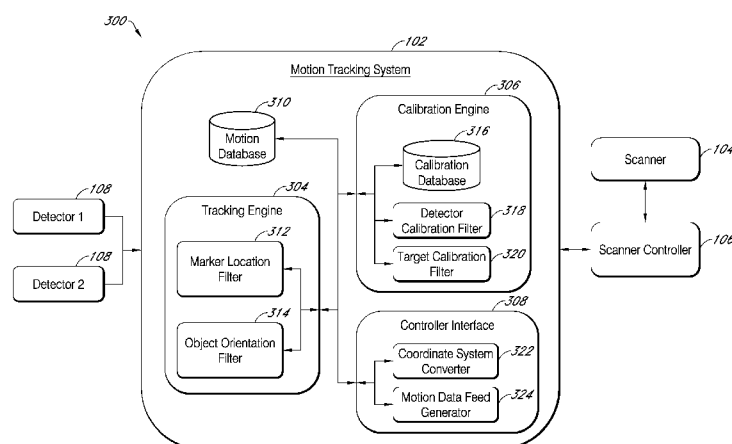 300
102
Motion Tracking System
310
Motion
Database
306
Calibration Engine
316
Calibration
Database
318
Detector
Calibration Filter
320
Target Calibration
Filter
304
Tracking Engine
312
Marker Location
Filter
314
Object Orientation
Filter
108
Detector 1
108
Detector 2
308
Controller Interface
322
Coordinate System
Converter
324
Motion Data Feed
Generator
104
Scanner
106
Scanner Controller